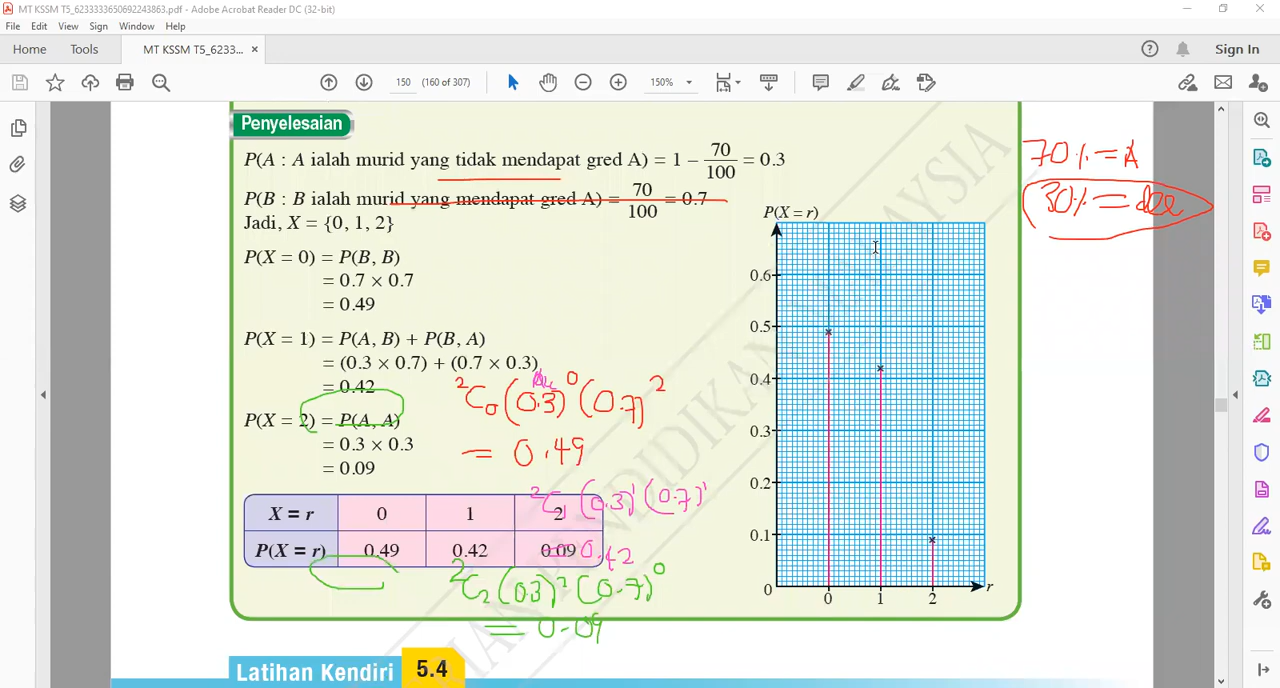 MT KSSM T5_6233333650692243863.pdf - Adobe Acrobat Reader DC (32-bit)
File Edit View Sign Window Help
Home Tools MT KSSM T5_6233... × Sign In
150 (160 of 307) 150%
Penyelesaian
P(A : A ialah murid yang tidak mendapat gred A) = 1 − 70/100 = 0.3
P(B : B ialah murid yang mendapat gred A) = 70/100 = 0.7
Jadi, X = {0, 1, 2}
P(X = 0) = P(B, B)
= 0.7 × 0.7
= 0.49
P(X = 1) = P(A, B) + P(B, A)
= (0.3 × 0.7) + (0.7 × 0.3)
= 0.42
P(X = 2) = P(A, A)
= 0.3 × 0.3
= 0.09
X = r 0 1 2
P(X = r) 0.49 0.42 0.09
²C₀ (0.3)⁰ (0.7)²
= 0.49
²C₁ (0.3)¹ (0.7)¹
= 0.42
²C₂ (0.3)² (0.7)⁰
= 0.09
70% = A
30% =
P(X = r)
0.6
0.5
0.4
0.3
0.2
0.1
0
0 1 2 r
PENDIDIKAN MALAYSIA
Latihan Kendiri 5.4